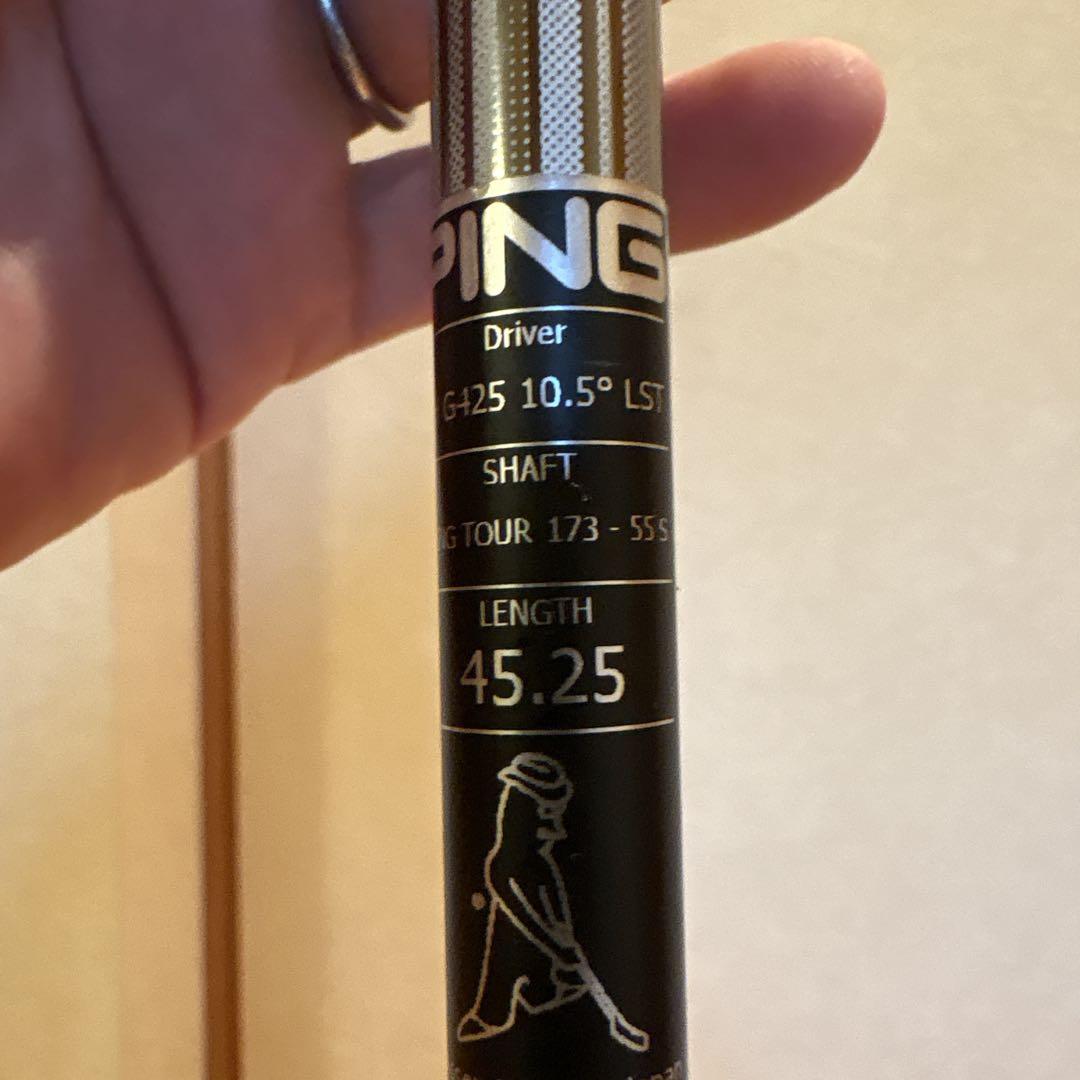 PING
Driver
G425 10.5° LST
SHAFT
TOUR 173 - 55 S
LENGTH
45.25